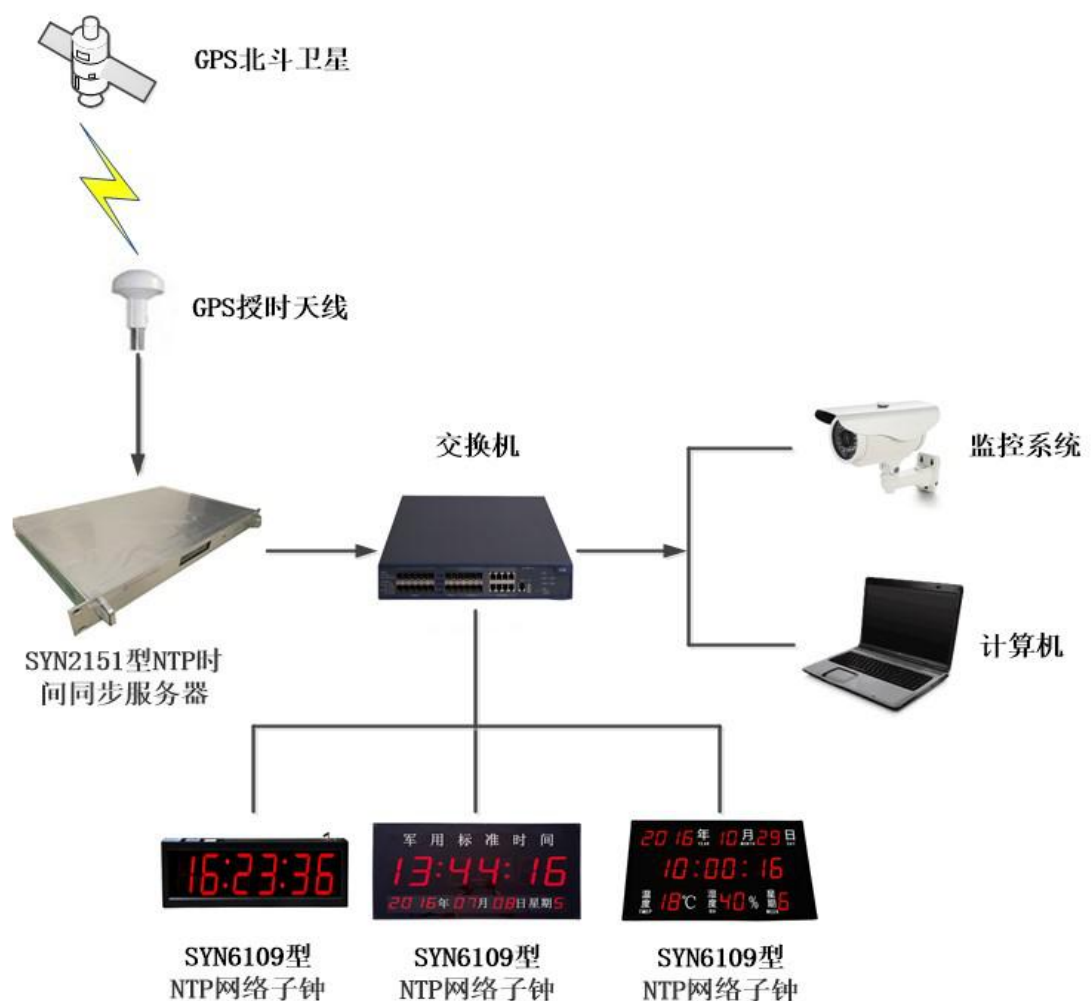 GPS北斗卫星
GPS授时天线
交换机
监控系统
SYN2151型NTP时
间同步服务器
计算机
16:23:36
军用标准时间
13:44:16
2016年07月08日星期5
2016年10月29日
YEAR MONTH DAY
10:00:16
温度18℃ 湿度40% 星期6
TEMP RH WEEK
SYN6109型
NTP网络子钟
SYN6109型
NTP网络子钟
SYN6109型
NTP网络子钟